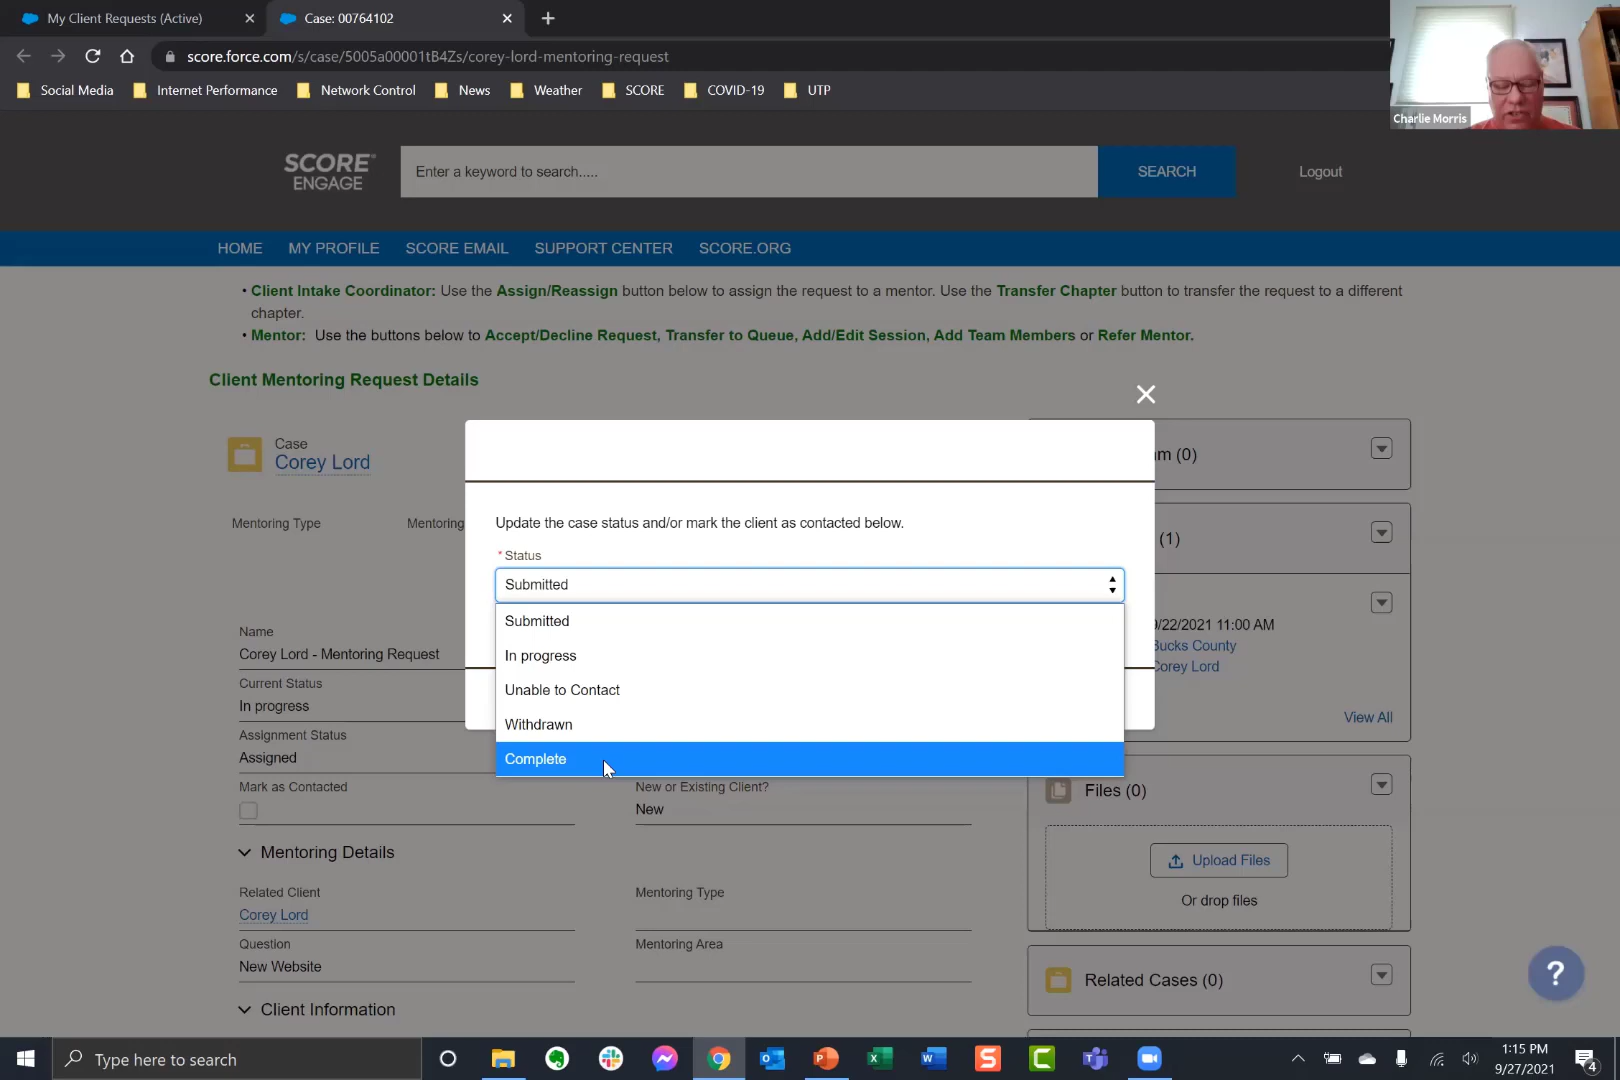 My Client Requests (Active)
Case: 00764102
score.force.com/s/case/5005a00001tB4Zs/corey-lord-mentoring-request
Social Media
Internet Performance
Network Control
News
Weather
SCORE
COVID-19
UTP
Charlie Morris
SCORE®
ENGAGE
Enter a keyword to search.....
SEARCH
Logout
HOME
MY PROFILE
SCORE EMAIL
SUPPORT CENTER
SCORE.ORG
• Client Intake Coordinator: Use the Assign/Reassign button below to assign the request to a mentor. Use the Transfer Chapter button to transfer the request to a different
chapter.
• Mentor: Use the buttons below to Accept/Decline Request, Transfer to Queue, Add/Edit Session, Add Team Members or Refer Mentor.
Client Mentoring Request Details
Case
Corey Lord
Mentoring Type
Mentoring
Name
Corey Lord - Mentoring Request
Current Status
In progress
Assignment Status
Assigned
Mark as Contacted
New or Existing Client?
New
Mentoring Details
Related Client
Corey Lord
Mentoring Type
Question
New Website
Mentoring Area
Client Information
Update the case status and/or mark the client as contacted below.
* Status
Submitted
Submitted
In progress
Unable to Contact
Withdrawn
Complete
m (0)
(1)
9/22/2021 11:00 AM
Bucks County
Corey Lord
View All
Files (0)
Upload Files
Or drop files
Related Cases (0)
?
Type here to search
1:15 PM
9/27/2021
4